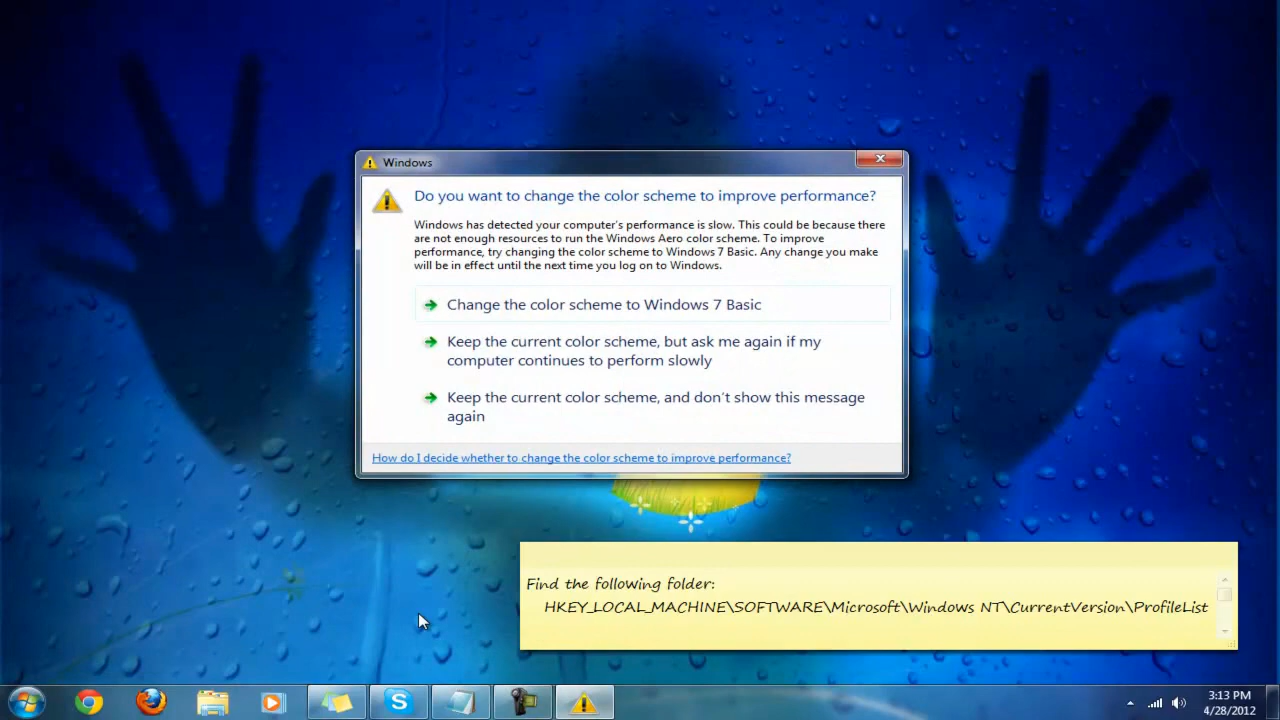 Windows
Do you want to change the color scheme to improve performance?
Windows has detected your computer's performance is slow. This could be because there
are not enough resources to run the Windows Aero color scheme. To improve
performance, try changing the color scheme to Windows 7 Basic. Any change you make
will be in effect until the next time you log on to Windows.
Change the color scheme to Windows 7 Basic
Keep the current color scheme, but ask me again if my
computer continues to perform slowly
Keep the current color scheme, and don't show this message
again
How do I decide whether to change the color scheme to improve performance?
Find the following folder:
HKEY_LOCAL_MACHINE\SOFTWARE\Microsoft\Windows NT\CurrentVersion\ProfileList
3:13 PM
4/28/2012